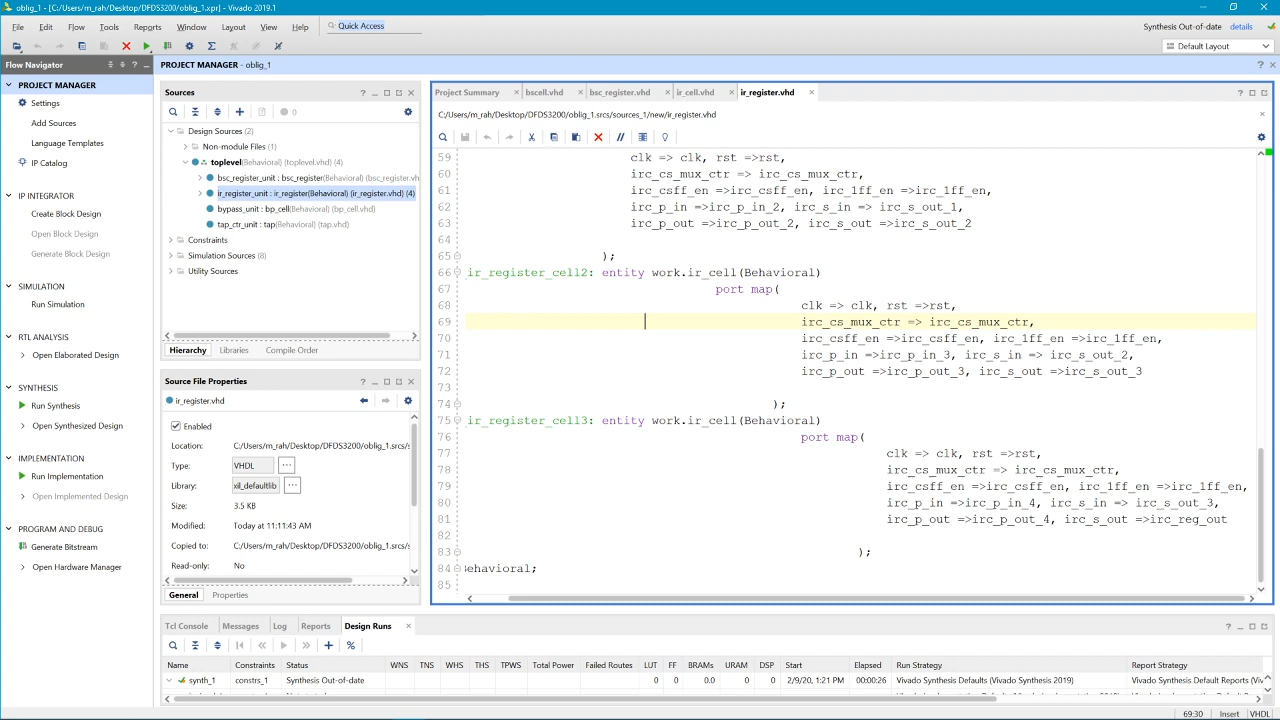 oblig_1 - [C:/Users/m_rah/Desktop/DFDS3200/oblig_1.xpr] - Vivado 2019.1
File Edit Flow Tools Reports Window Layout View Help Quick Access Synthesis Out-of-date details
Default Layout
Flow Navigator PROJECT MANAGER - oblig_1
PROJECT MANAGER
Settings
Add Sources
Language Templates
IP Catalog
IP INTEGRATOR
Create Block Design
Open Block Design
Generate Block Design
SIMULATION
Run Simulation
RTL ANALYSIS
Open Elaborated Design
SYNTHESIS
Run Synthesis
Open Synthesized Design
IMPLEMENTATION
Run Implementation
Open Implemented Design
PROGRAM AND DEBUG
Generate Bitstream
Open Hardware Manager
Sources
0
Design Sources (2)
Non-module Files (1)
toplevel(Behavioral) (toplevel.vhd) (4)
bsc_register_unit : bsc_register(Behavioral) (bsc_register.vh
ir_register_unit : ir_register(Behavioral) (ir_register.vhd) (4)
bypass_unit : bp_cell(Behavioral) (bp_cell.vhd)
tap_ctr_unit : tap(Behavioral) (tap.vhd)
Constraints
Simulation Sources (8)
Utility Sources
Hierarchy Libraries Compile Order
Source File Properties
ir_register.vhd
Enabled
Location: C:/Users/m_rah/Desktop/DFDS3200/oblig_1.srcs/s
Type: VHDL
Library: xil_defaultlib
Size: 3.5 KB
Modified: Today at 11:11:43 AM
Copied to: C:/Users/m_rah/Desktop/DFDS3200/oblig_1.srcs/s
Read-only: No
General Properties
Project Summary bscell.vhd bsc_register.vhd ir_cell.vhd ir_register.vhd
C:/Users/m_rah/Desktop/DFDS3200/oblig_1.srcs/sources_1/new/ir_register.vhd
59 clk => clk, rst =>rst,
60 irc_cs_mux_ctr => irc_cs_mux_ctr,
61 irc_csff_en =>irc_csff_en, irc_1ff_en =>irc_1ff_en,
62 irc_p_in =>irc_p_in_2, irc_s_in => irc_s_out_1,
63 irc_p_out =>irc_p_out_2, irc_s_out =>irc_s_out_2
64
65 );
66 ir_register_cell2: entity work.ir_cell(Behavioral)
67 port map(
68 clk => clk, rst =>rst,
69 irc_cs_mux_ctr => irc_cs_mux_ctr,
70 irc_csff_en =>irc_csff_en, irc_1ff_en =>irc_1ff_en,
71 irc_p_in =>irc_p_in_3, irc_s_in => irc_s_out_2,
72 irc_p_out =>irc_p_out_3, irc_s_out =>irc_s_out_3
73
74 );
75 ir_register_cell3: entity work.ir_cell(Behavioral)
76 port map(
77 clk => clk, rst =>rst,
78 irc_cs_mux_ctr => irc_cs_mux_ctr,
79 irc_csff_en =>irc_csff_en, irc_1ff_en =>irc_1ff_en,
80 irc_p_in =>irc_p_in_4, irc_s_in => irc_s_out_3,
81 irc_p_out =>irc_p_out_4, irc_s_out =>irc_reg_out
82
83 );
84 ehavioral;
85
Tcl Console Messages Log Reports Design Runs
Name Constraints Status WNS TNS WHS THS TPWS Total Power Failed Routes LUT FF BRAMs URAM DSP Start Elapsed Run Strategy Report Strategy
synth_1 constrs_1 Synthesis Out-of-date 0 0 0.0 0 0 2/9/20, 1:21 PM 00:00:26 Vivado Synthesis Defaults (Vivado Synthesis 2019) Vivado Synthesis Default Reports (Viv
69:30 Insert VHDL